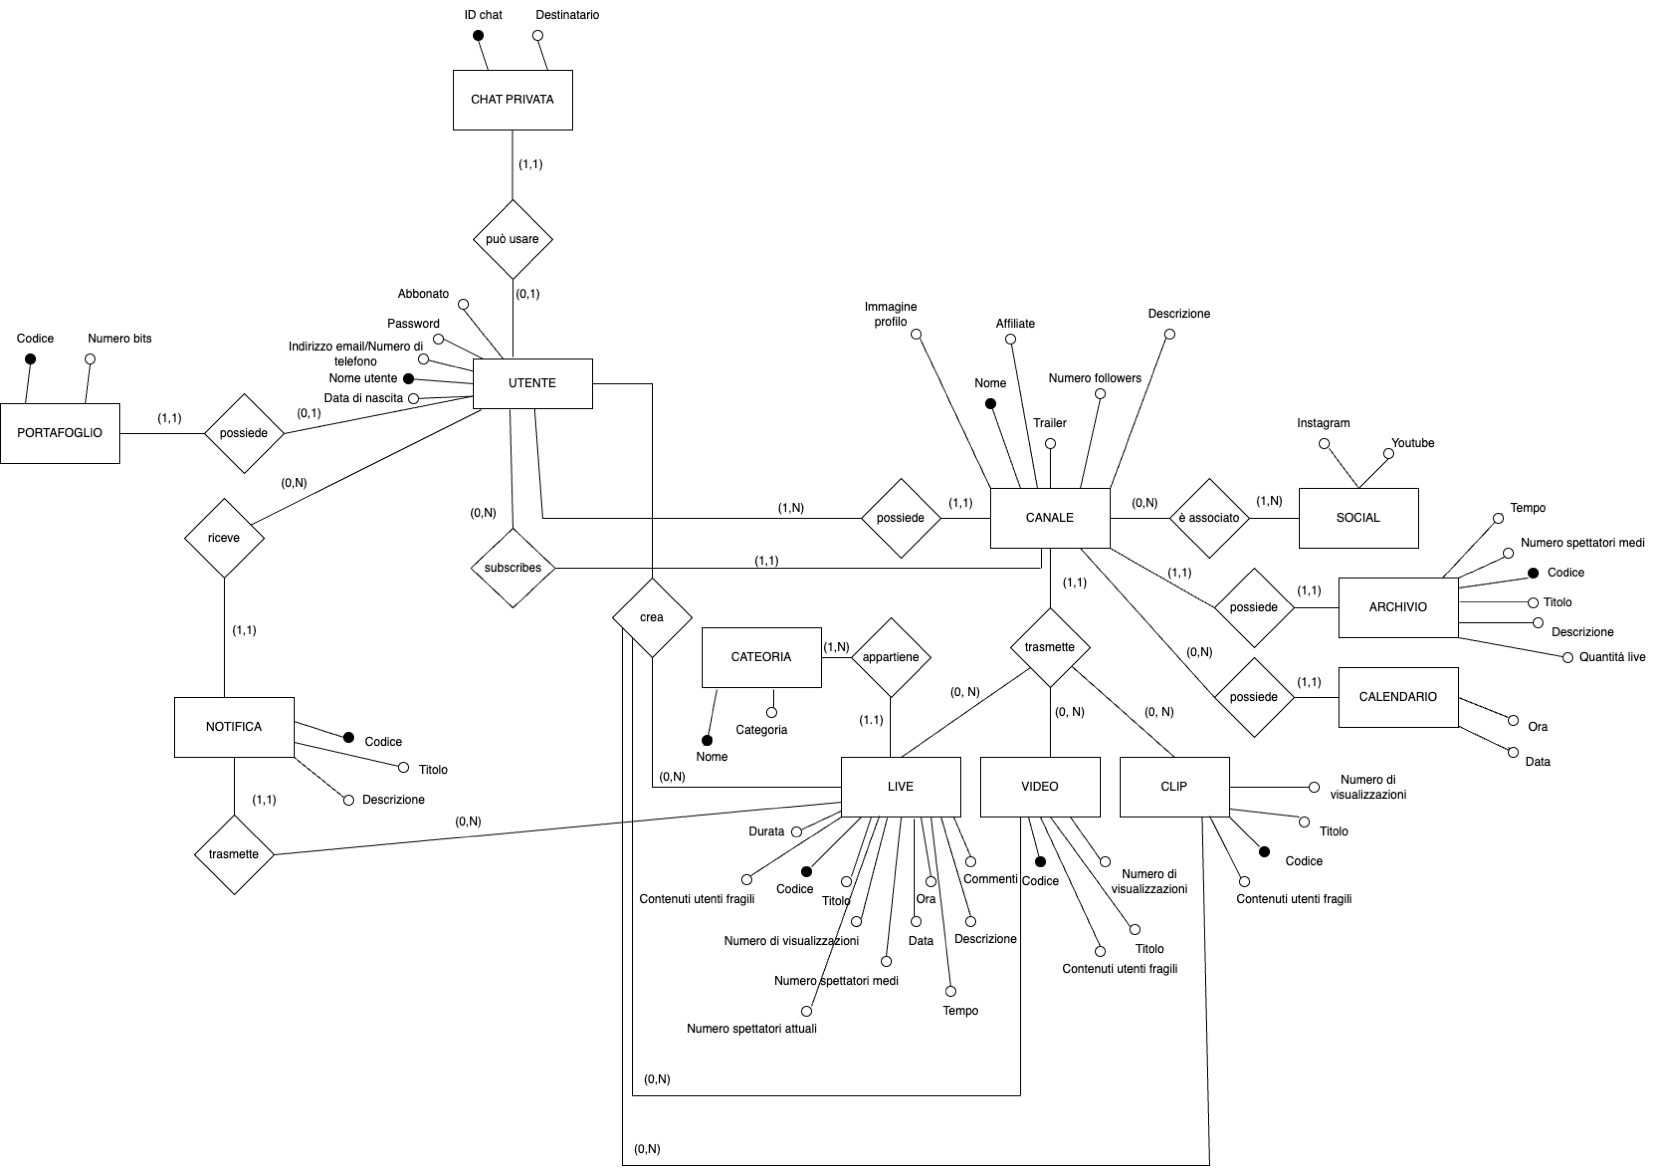 ID chat
Destinatario
CHAT PRIVATA
(1,1)
può usare
(0,1)
Abbonato
Password
Indirizzo email/Numero di
telefono
Nome utente
Data di nascita
UTENTE
Codice
Numero bits
PORTAFOGLIO
(1,1)
possiede
(0,1)
(0,N)
riceve
(1,1)
NOTIFICA
Codice
Titolo
Descrizione
(1,1)
trasmette
(0,N)
(0,N)
subscribes
(1,1)
(1,N)
possiede
(1,1)
Immagine
profilo
Affiliate
Descrizione
Nome
Numero followers
Trailer
CANALE
(0,N)
è associato
(1,N)
Instagram
Youtube
SOCIAL
(1,1)
possiede
(1,1)
ARCHIVIO
Tempo
Numero spettatori medi
Codice
Titolo
Descrizione
Quantitá live
(0,N)
possiede
(1,1)
CALENDARIO
Ora
Data
crea
CATEORIA
(1,N)
appartiene
Categoria
Nome
(1.1)
(0,N)
(1,1)
trasmette
(0, N)
(0, N)
(0, N)
LIVE
VIDEO
CLIP
Durata
Contenuti utenti fragili
Codice
Titolo
Numero di visualizzazioni
Numero spettatori medi
Numero spettatori attuali
Ora
Data
Commenti
Descrizione
Tempo
Codice
Numero di
visualizzazioni
Titolo
Contenuti utenti fragili
Numero di
visualizzazioni
Titolo
Codice
Contenuti utenti fragili
(0,N)
(0,N)